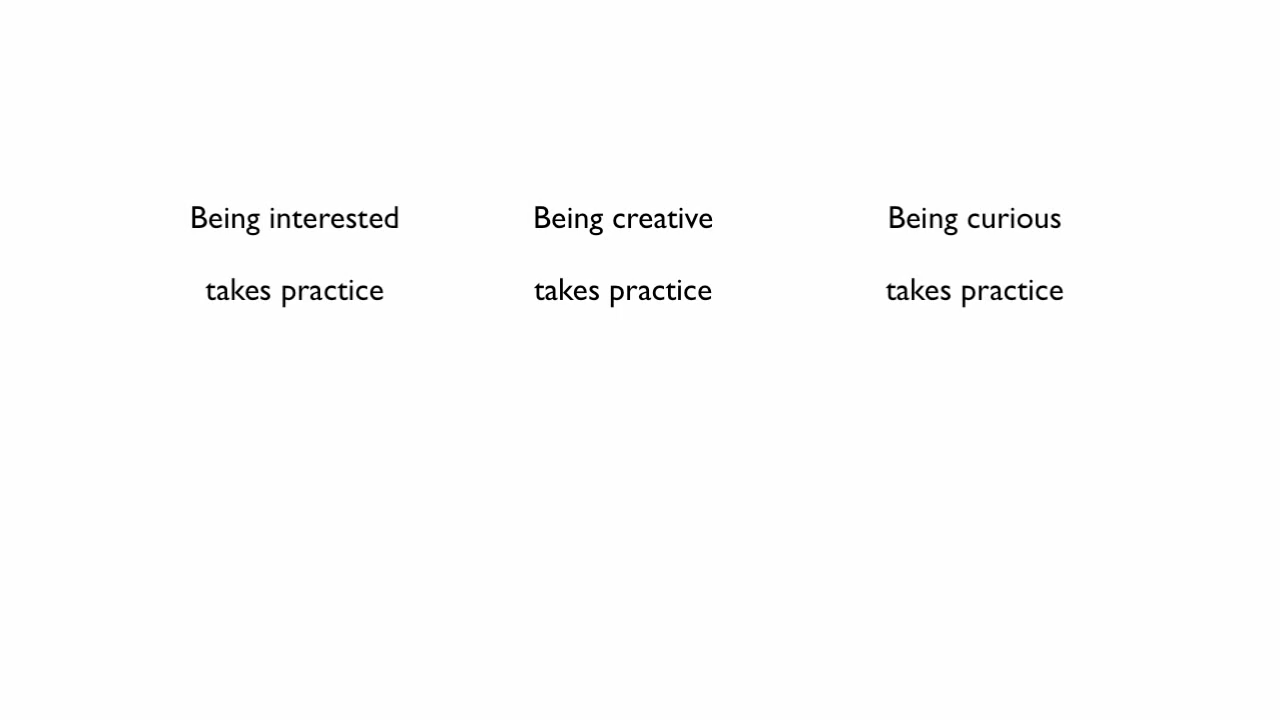 Being interested
takes practice
Being creative
takes practice
Being curious
takes practice